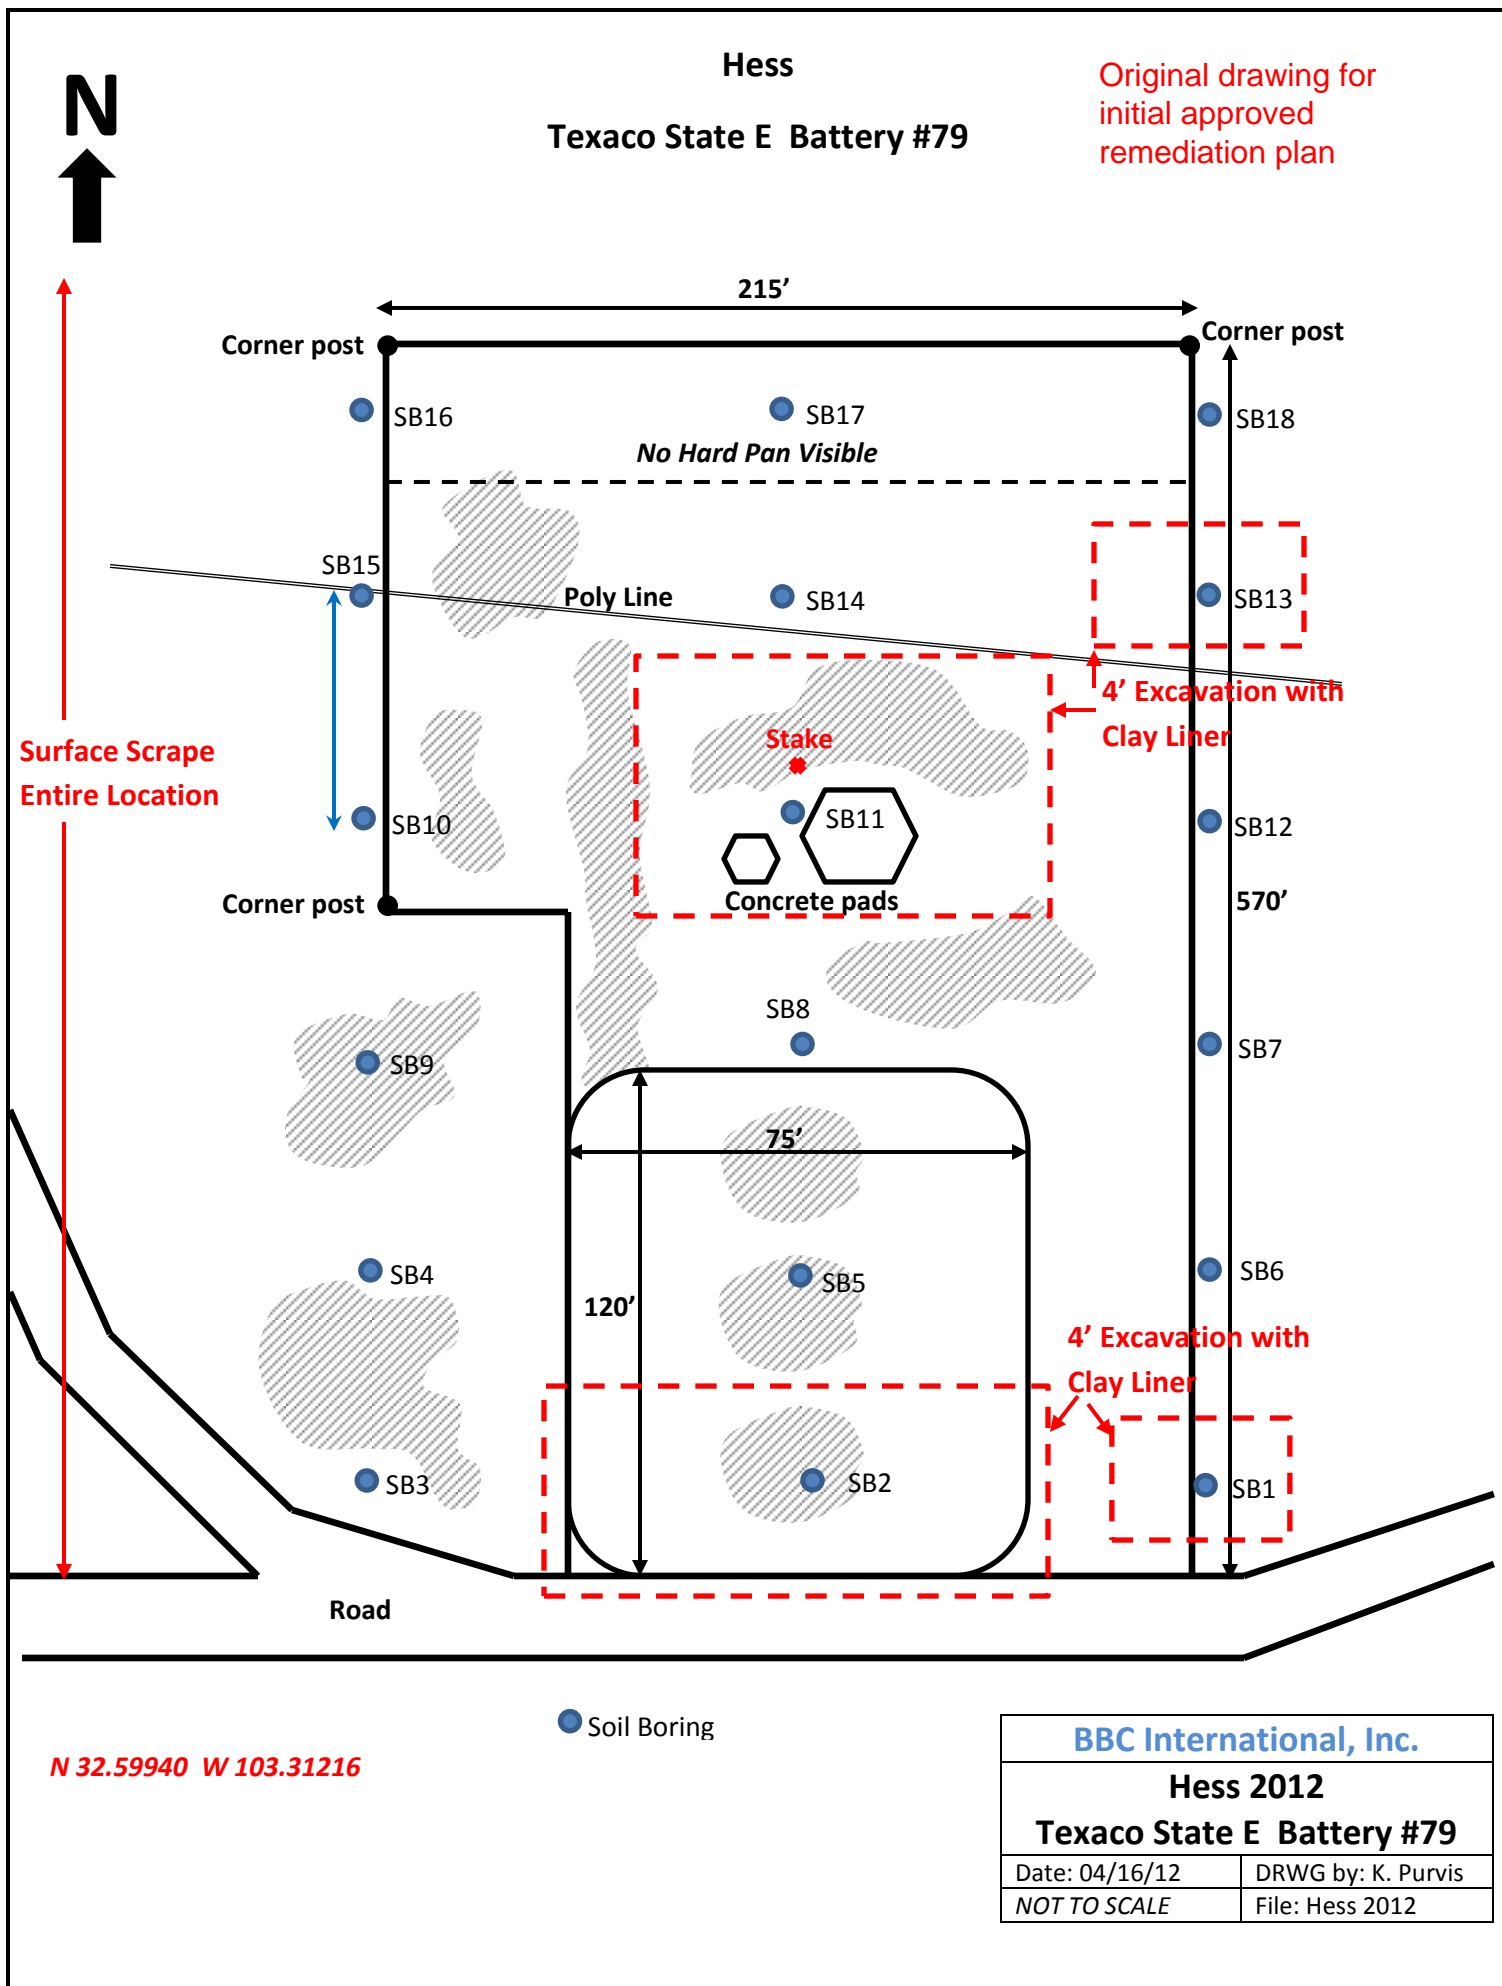 Hess
Texaco State E Battery #79
Original drawing for
initial approved
remediation plan
N
215’
Corner post
Corner post
SB16
SB17
SB18
No Hard Pan Visible
SB15
Poly Line
SB14
SB13
4’ Excavation with
Clay Liner
Surface Scrape
Entire Location
Stake
SB10
SB11
SB12
Corner post
Concrete pads
570’
SB8
SB9
SB7
75’
SB4
SB5
SB6
120’
4’ Excavation with
Clay Liner
SB3
SB2
SB1
Road
Soil Boring
N 32.59940 W 103.31216
BBC International, Inc.
Hess 2012
Texaco State E Battery #79
Date: 04/16/12
DRWG by: K. Purvis
NOT TO SCALE
File: Hess 2012